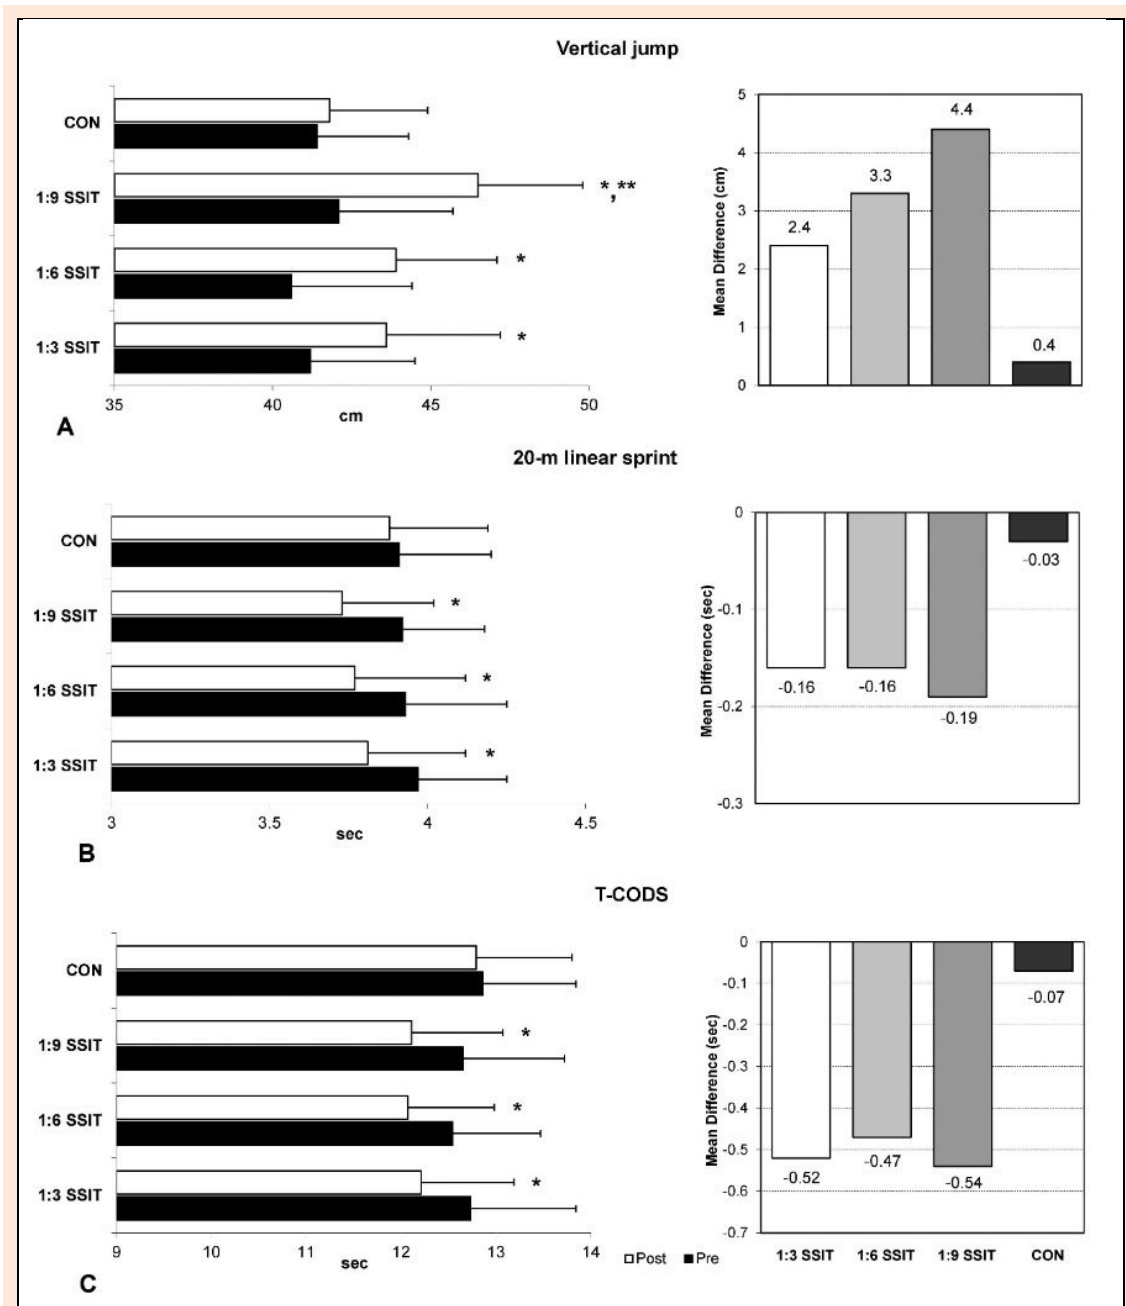 Vertical jump
CON
1:9 SSIT
*,**
1:6 SSIT
*
1:3 SSIT
*
35 40 45 50
cm
A
Mean Difference (cm)
5
4
3
2
1
0
2.4
3.3
4.4
0.4
20-m linear sprint
CON
1:9 SSIT
*
1:6 SSIT
*
1:3 SSIT
*
3 3.5 4 4.5
sec
B
Mean Difference (sec)
0
-0.1
-0.2
-0.3
-0.16
-0.16
-0.19
-0.03
T-CODS
CON
1:9 SSIT
*
1:6 SSIT
*
1:3 SSIT
*
9 10 11 12 13 14
sec
C
Post Pre
Mean Difference (sec)
0
-0.1
-0.2
-0.3
-0.4
-0.5
-0.6
-0.7
-0.52
-0.47
-0.54
-0.07
1:3 SSIT 1:6 SSIT 1:9 SSIT CON